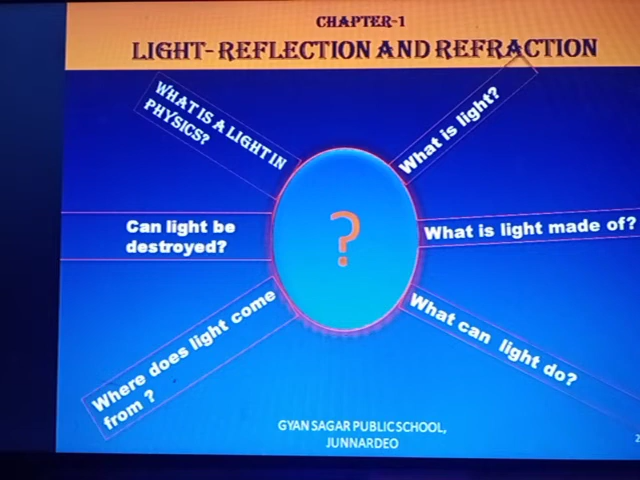 CHAPTER-1
LIGHT- REFLECTION AND REFRACTION
WHAT IS A LIGHT IN
PHYSICS?
What is light?
Can light be
destroyed?
What is light made of?
Where does light come
from ?
What can light do?
GYAN SAGAR PUBLIC SCHOOL,
JUNNARDEO
2